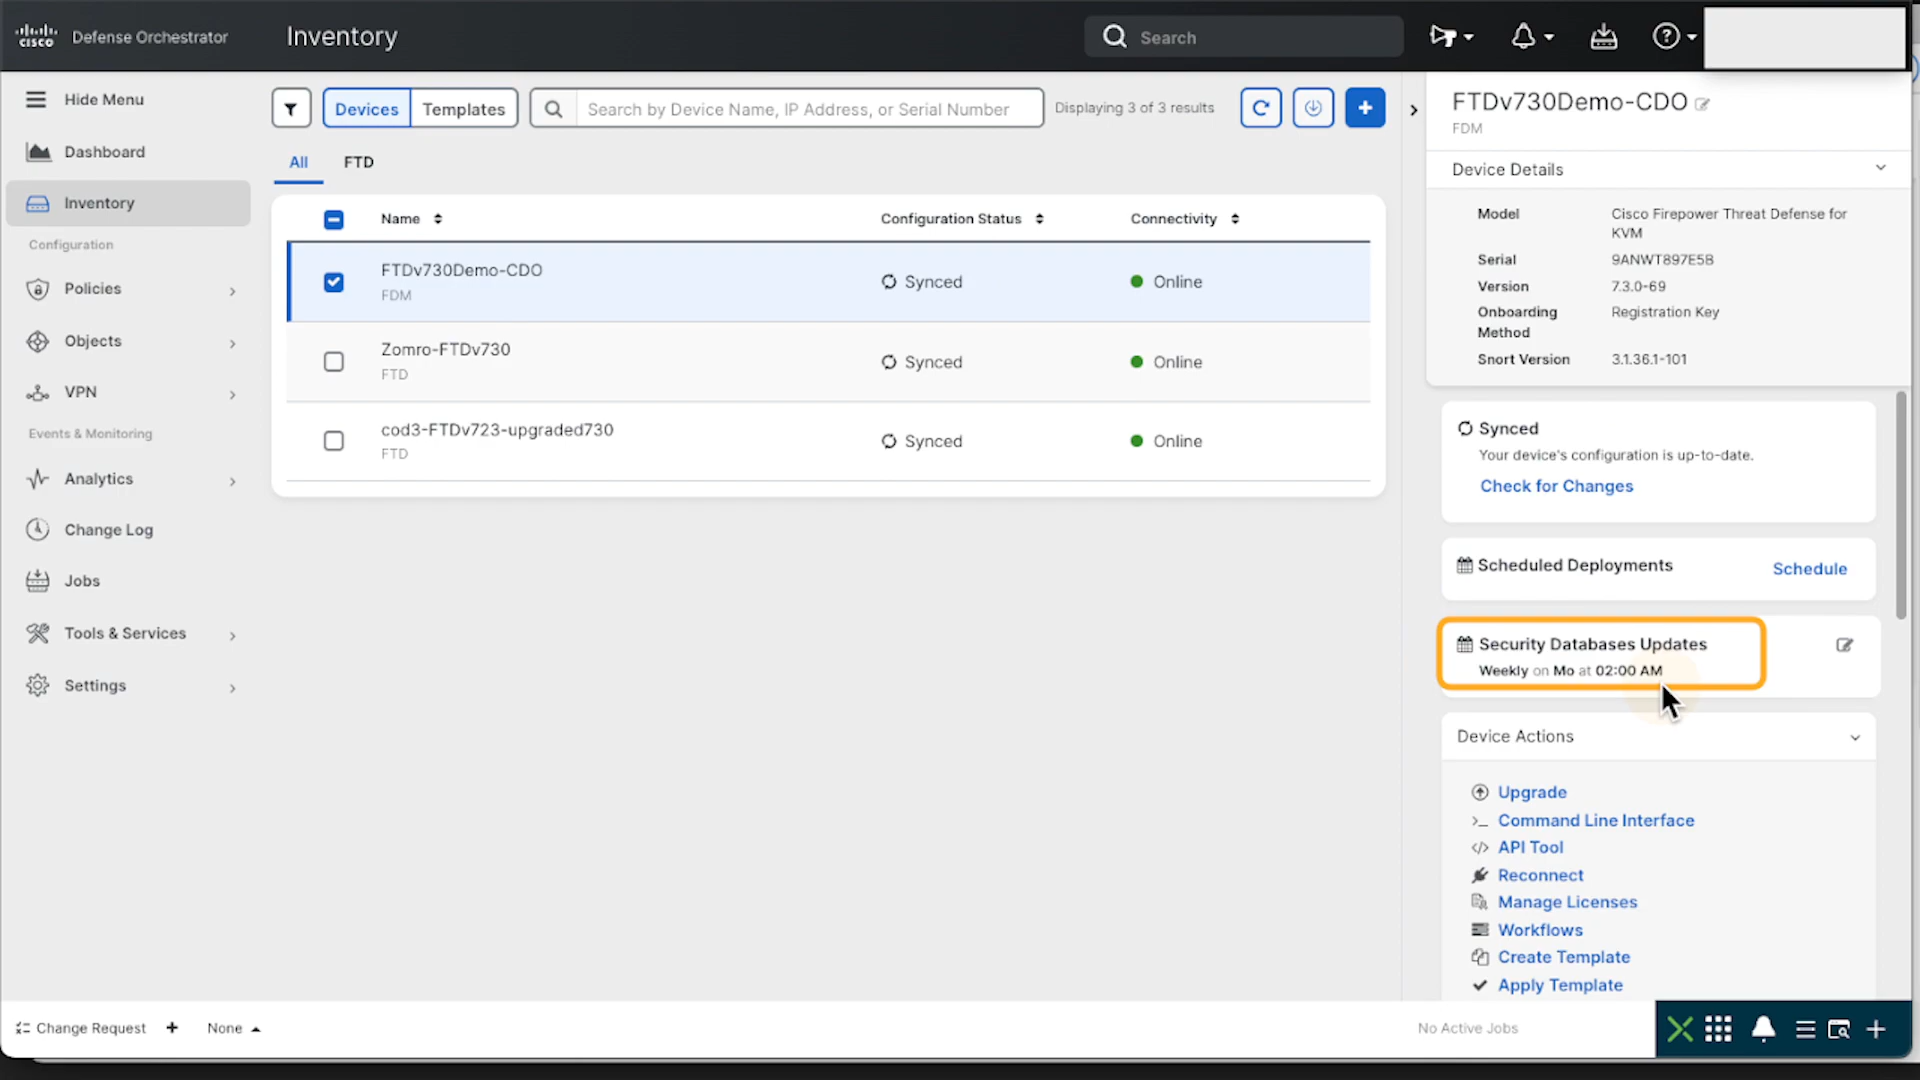 CISCO
Defense Orchestrator
Inventory
Search
Hide Menu
Dashboard
Inventory
Configuration
Policies
Objects
VPN
Events & Monitoring
Analytics
Change Log
Jobs
Tools & Services
Settings
Devices
Templates
Search by Device Name, IP Address, or Serial Number
Displaying 3 of 3 results
All
FTD
Name
Configuration Status
Connectivity
FTDv730Demo-CDO
FDM
Synced
Online
Zomro-FTDv730
FTD
Synced
Online
cod3-FTDv723-upgraded730
FTD
Synced
Online
FTDv730Demo-CDO
FDM
Device Details
Model Cisco Firepower Threat Defense for
KVM
Serial 9ANWT897E5B
Version 7.3.0-69
Onboarding Registration Key
Method
Snort Version 3.1.36.1-101
Synced
Your device's configuration is up-to-date.
Check for Changes
Scheduled Deployments
Schedule
Security Databases Updates
Weekly on Mo at 02:00 AM
Device Actions
Upgrade
Command Line Interface
API Tool
Reconnect
Manage Licenses
Workflows
Create Template
Apply Template
Change Request
None
No Active Jobs